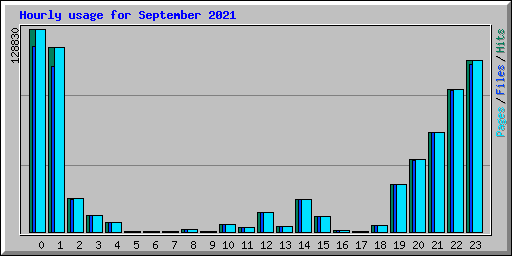 Hourly usage for September 2021
128830
Pages/Files/Hits
0 1 2 3 4 5 6 7 8 9 10 11 12 13 14 15 16 17 18 19 20 21 22 23